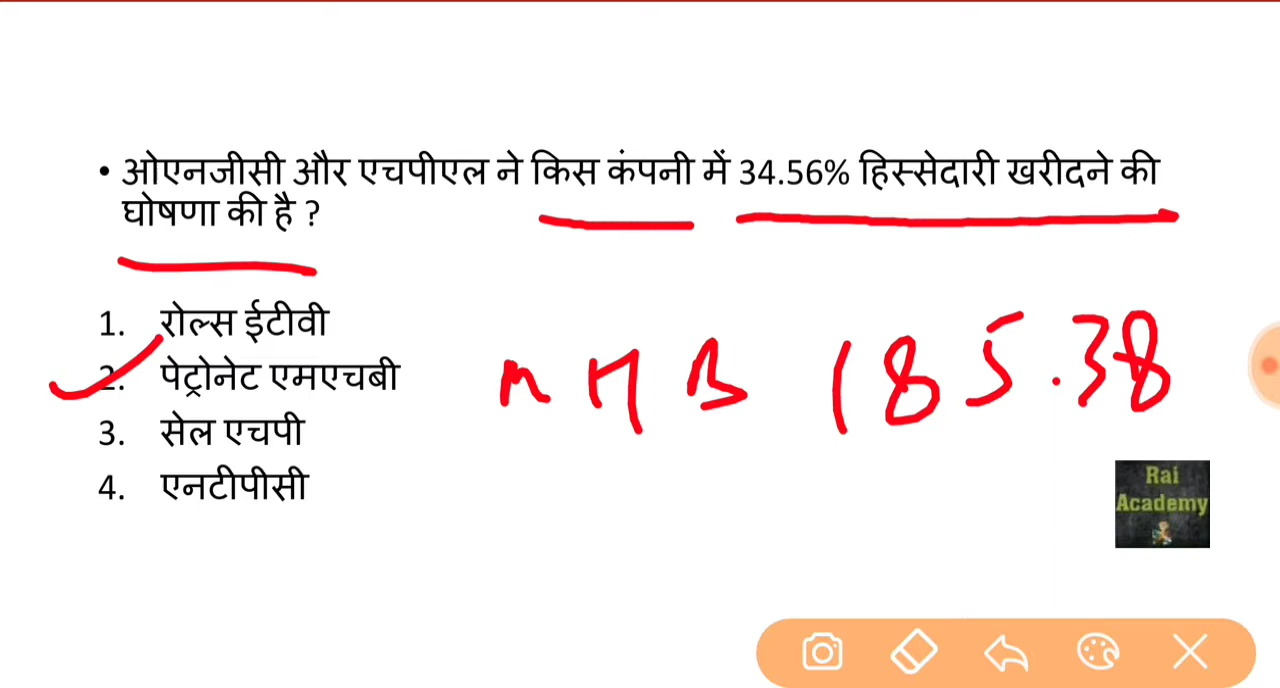 • ओएनजीसी और एचपीएल ने किस कंपनी में 34.56% हिस्सेदारी खरीदने की
घोषणा की है ?
1. रोल्स ईटीवी
2. पेट्रोनेट एमएचबी
3. सेल एचपी
4. एनटीपीसी
M H B 185.38
Rai
Academy